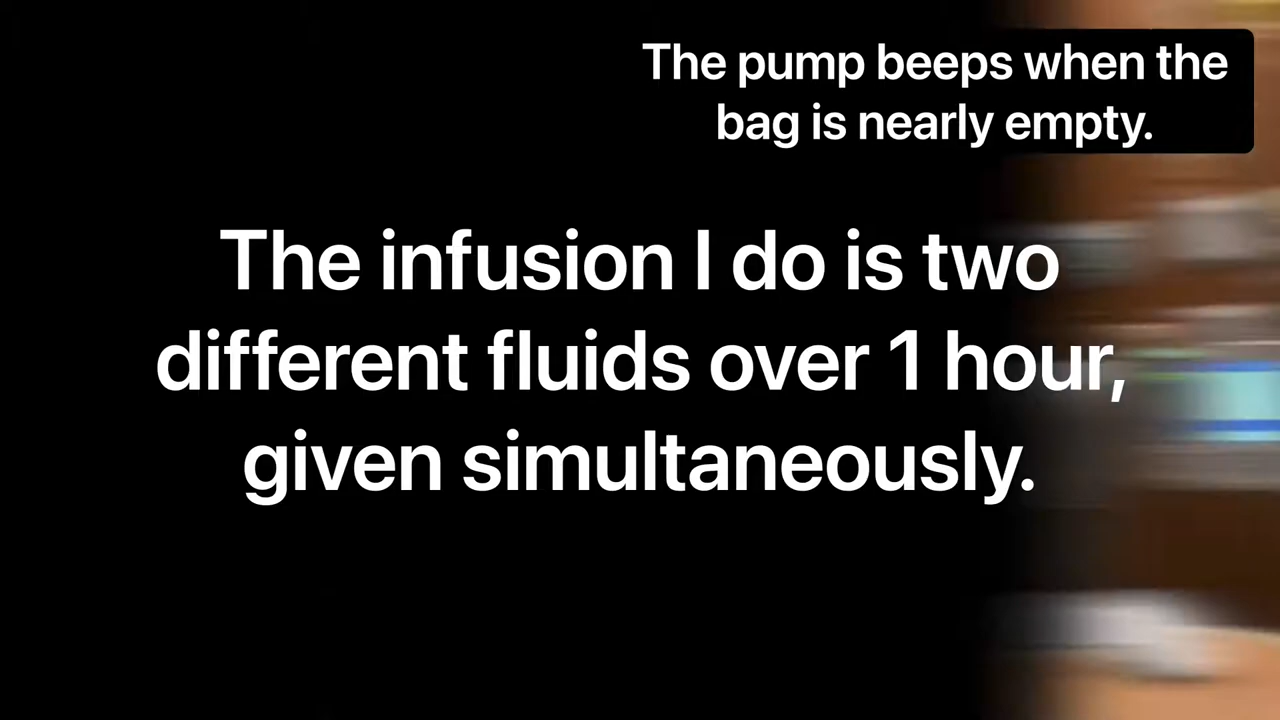 The pump beeps when the
bag is nearly empty.
The infusion I do is two
different fluids over 1 hour,
given simultaneously.